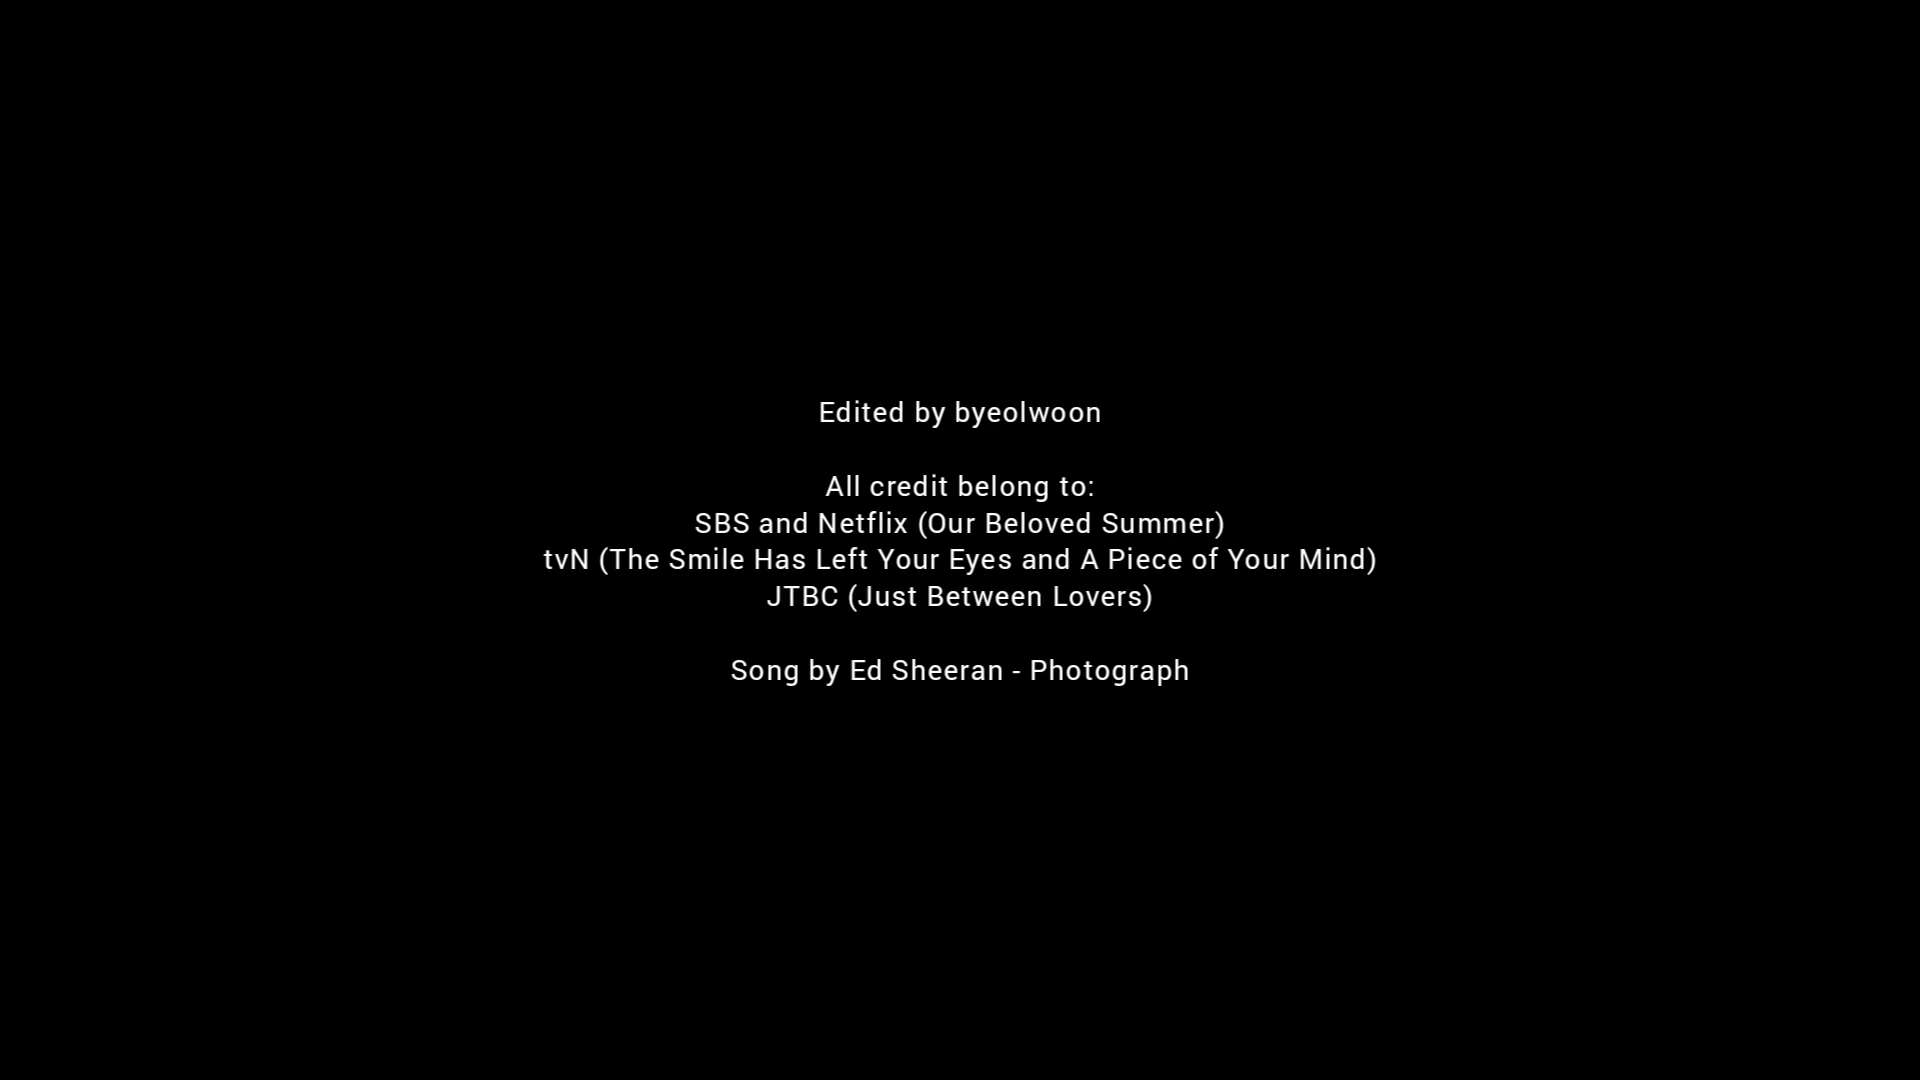 Edited by byeolwoon
All credit belong to:
SBS and Netflix (Our Beloved Summer)
tvN (The Smile Has Left Your Eyes and A Piece of Your Mind)
JTBC (Just Between Lovers)
Song by Ed Sheeran - Photograph